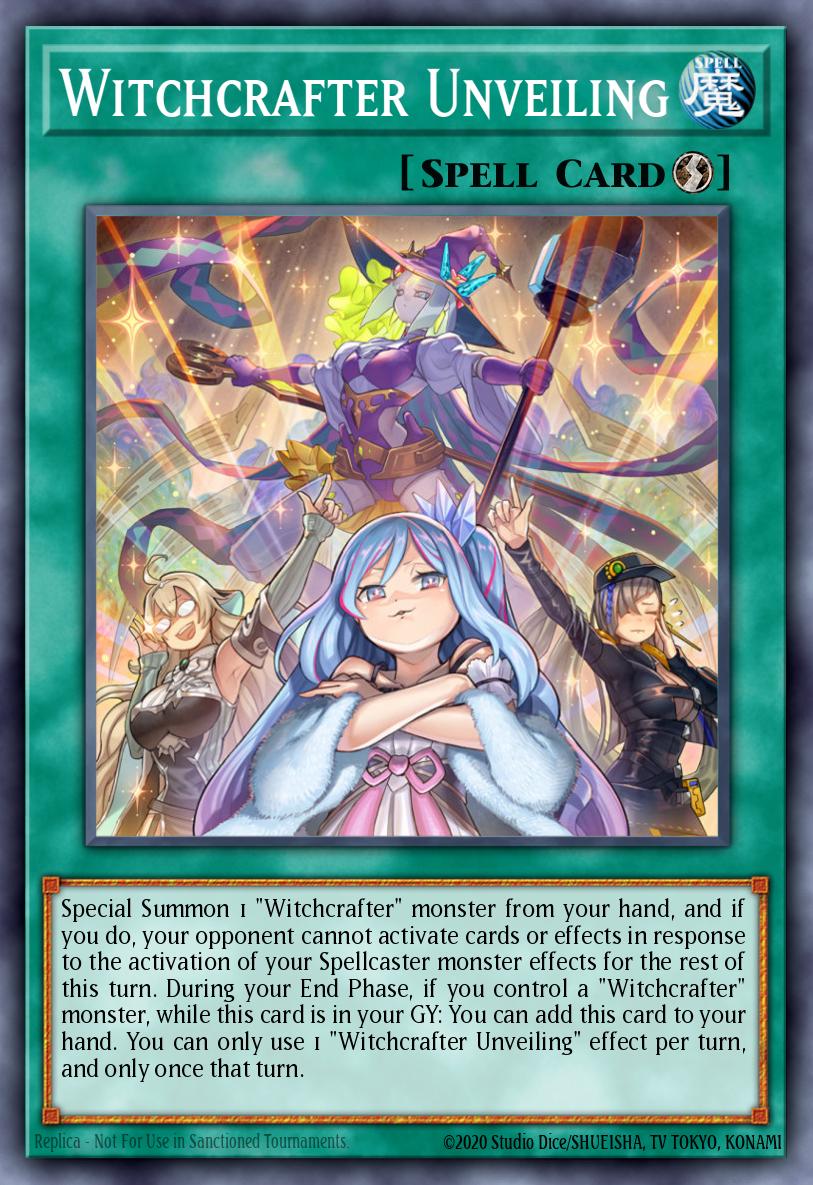 Witchcrafter Unveiling
SPELL
魔
[Spell Card]
Special Summon 1 "Witchcrafter" monster from your hand, and if
you do, your opponent cannot activate cards or effects in response
to the activation of your Spellcaster monster effects for the rest of
this turn. During your End Phase, if you control a "Witchcrafter"
monster, while this card is in your GY: You can add this card to your
hand. You can only use 1 "Witchcrafter Unveiling" effect per turn,
and only once that turn.
Replica - Not For Use in Sanctioned Tournaments.
©2020 Studio Dice/SHUEISHA, TV TOKYO, KONAMI